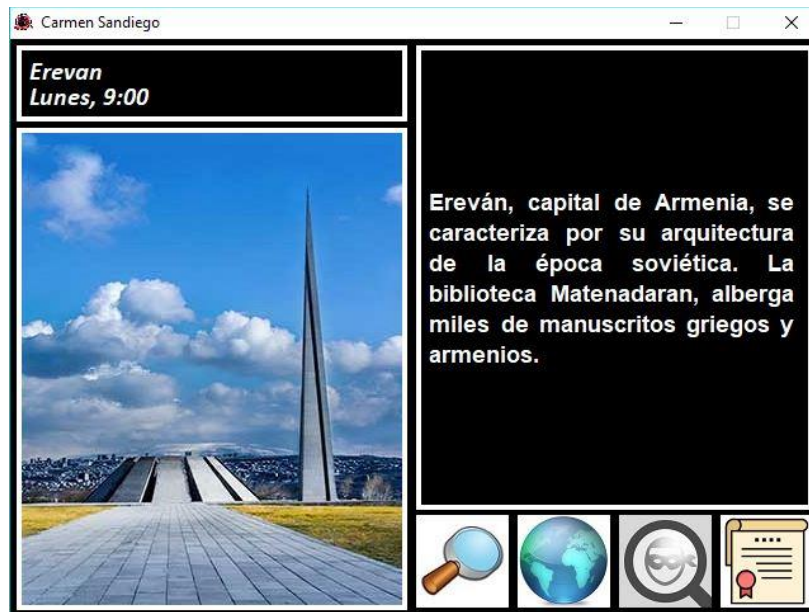 Carmen Sandiego
Erevan
Lunes, 9:00
Ereván, capital de Armenia, se
caracteriza por su arquitectura
de la época soviética. La
biblioteca Matenadaran, alberga
miles de manuscritos griegos y
armenios.